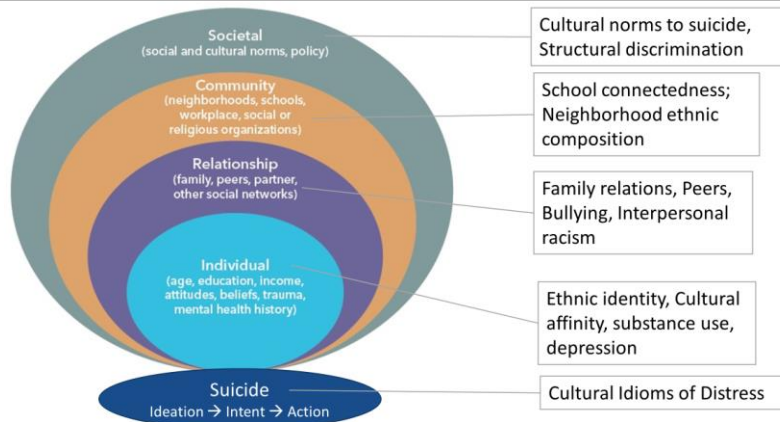 Societal
(social and cultural norms, policy)
Community
(neighborhoods, schools,
workplace, social or
religious organizations)
Relationship
(family, peers, partner,
other social networks)
Individual
(age, education, income,
attitudes, beliefs, trauma,
mental health history)
Suicide
Ideation → Intent → Action
Cultural norms to suicide,
Structural discrimination
School connectedness;
Neighborhood ethnic
composition
Family relations, Peers,
Bullying, Interpersonal
racism
Ethnic identity, Cultural
affinity, substance use,
depression
Cultural Idioms of Distress